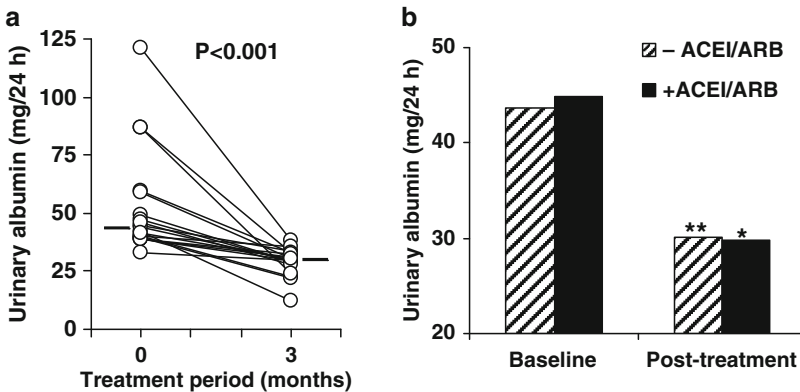 a
P<0.001
Urinary albumin (mg/24 h)
125
100
75
50
25
0
0 3
Treatment period (months)
b
Urinary albumin (mg/24 h)
50
40
30
20
– ACEI/ARB
+ACEI/ARB
** *
Baseline Post-treatment